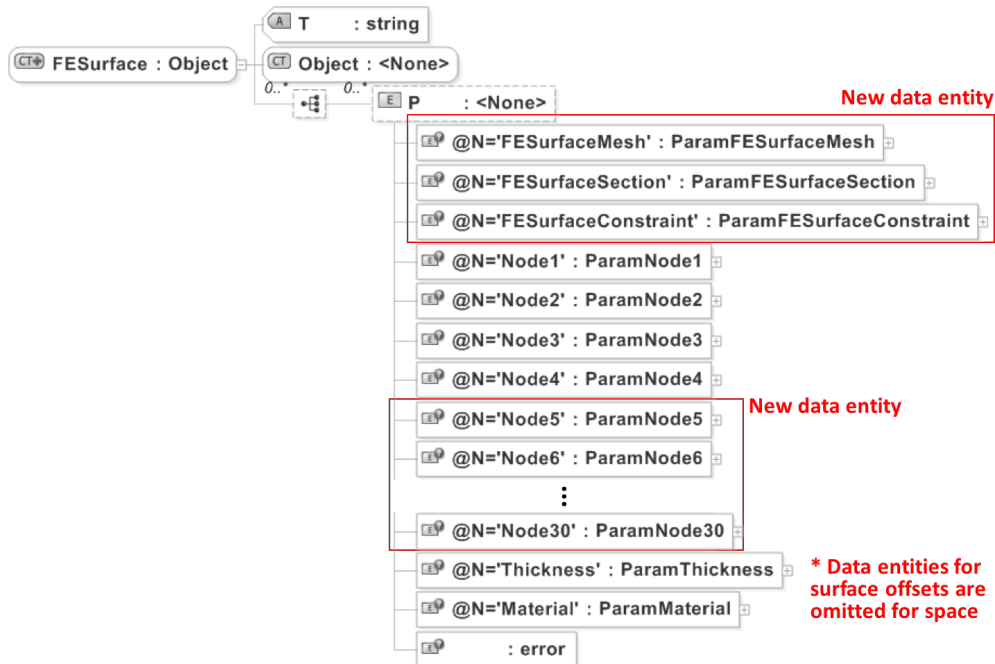 A T : string
CT FESurface : Object
CT Object : <None>
0..* 0..*
E P : <None>
New data entity
E @N='FESurfaceMesh' : ParamFESurfaceMesh
E @N='FESurfaceSection' : ParamFESurfaceSection
E @N='FESurfaceConstraint' : ParamFESurfaceConstraint
E @N='Node1' : ParamNode1
E @N='Node2' : ParamNode2
E @N='Node3' : ParamNode3
E @N='Node4' : ParamNode4
New data entity
E @N='Node5' : ParamNode5
E @N='Node6' : ParamNode6
⋮
E @N='Node30' : ParamNode30
E @N='Thickness' : ParamThickness
E @N='Material' : ParamMaterial
E : error
* Data entities for
surface offsets are
omitted for space